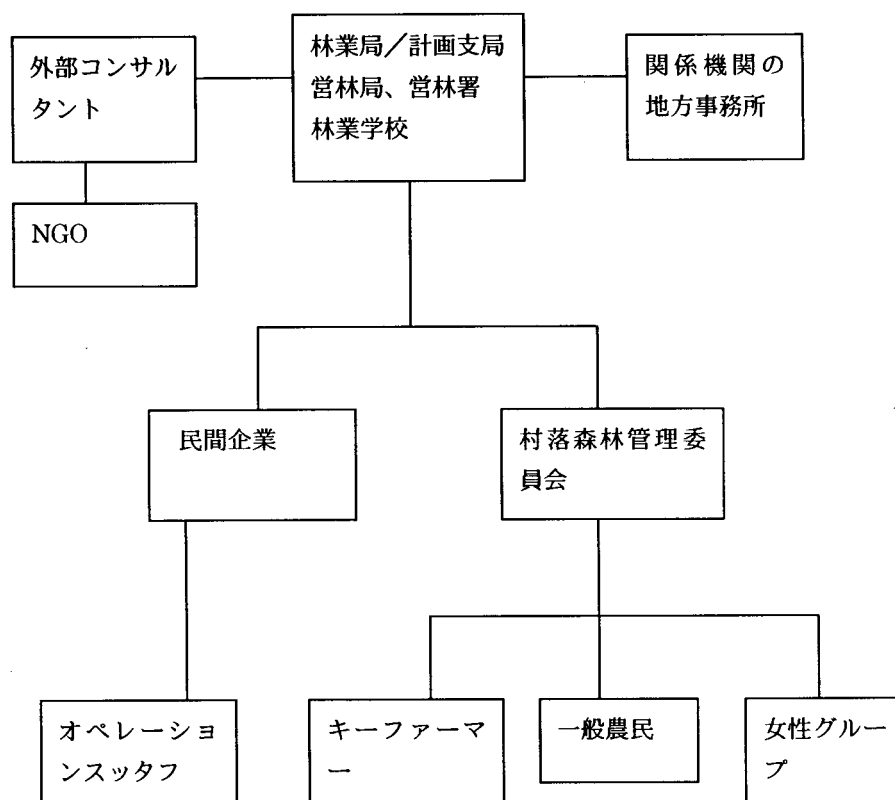 外部コンサル
タント
林業局／計画支局
営林局、営林署
林業学校
関係機関の
地方事務所
NGO
民間企業
村落森林管理委
員会
オペレーショ
ンスッタフ
キーファーマ
ー
一般農民
女性グルー
プ